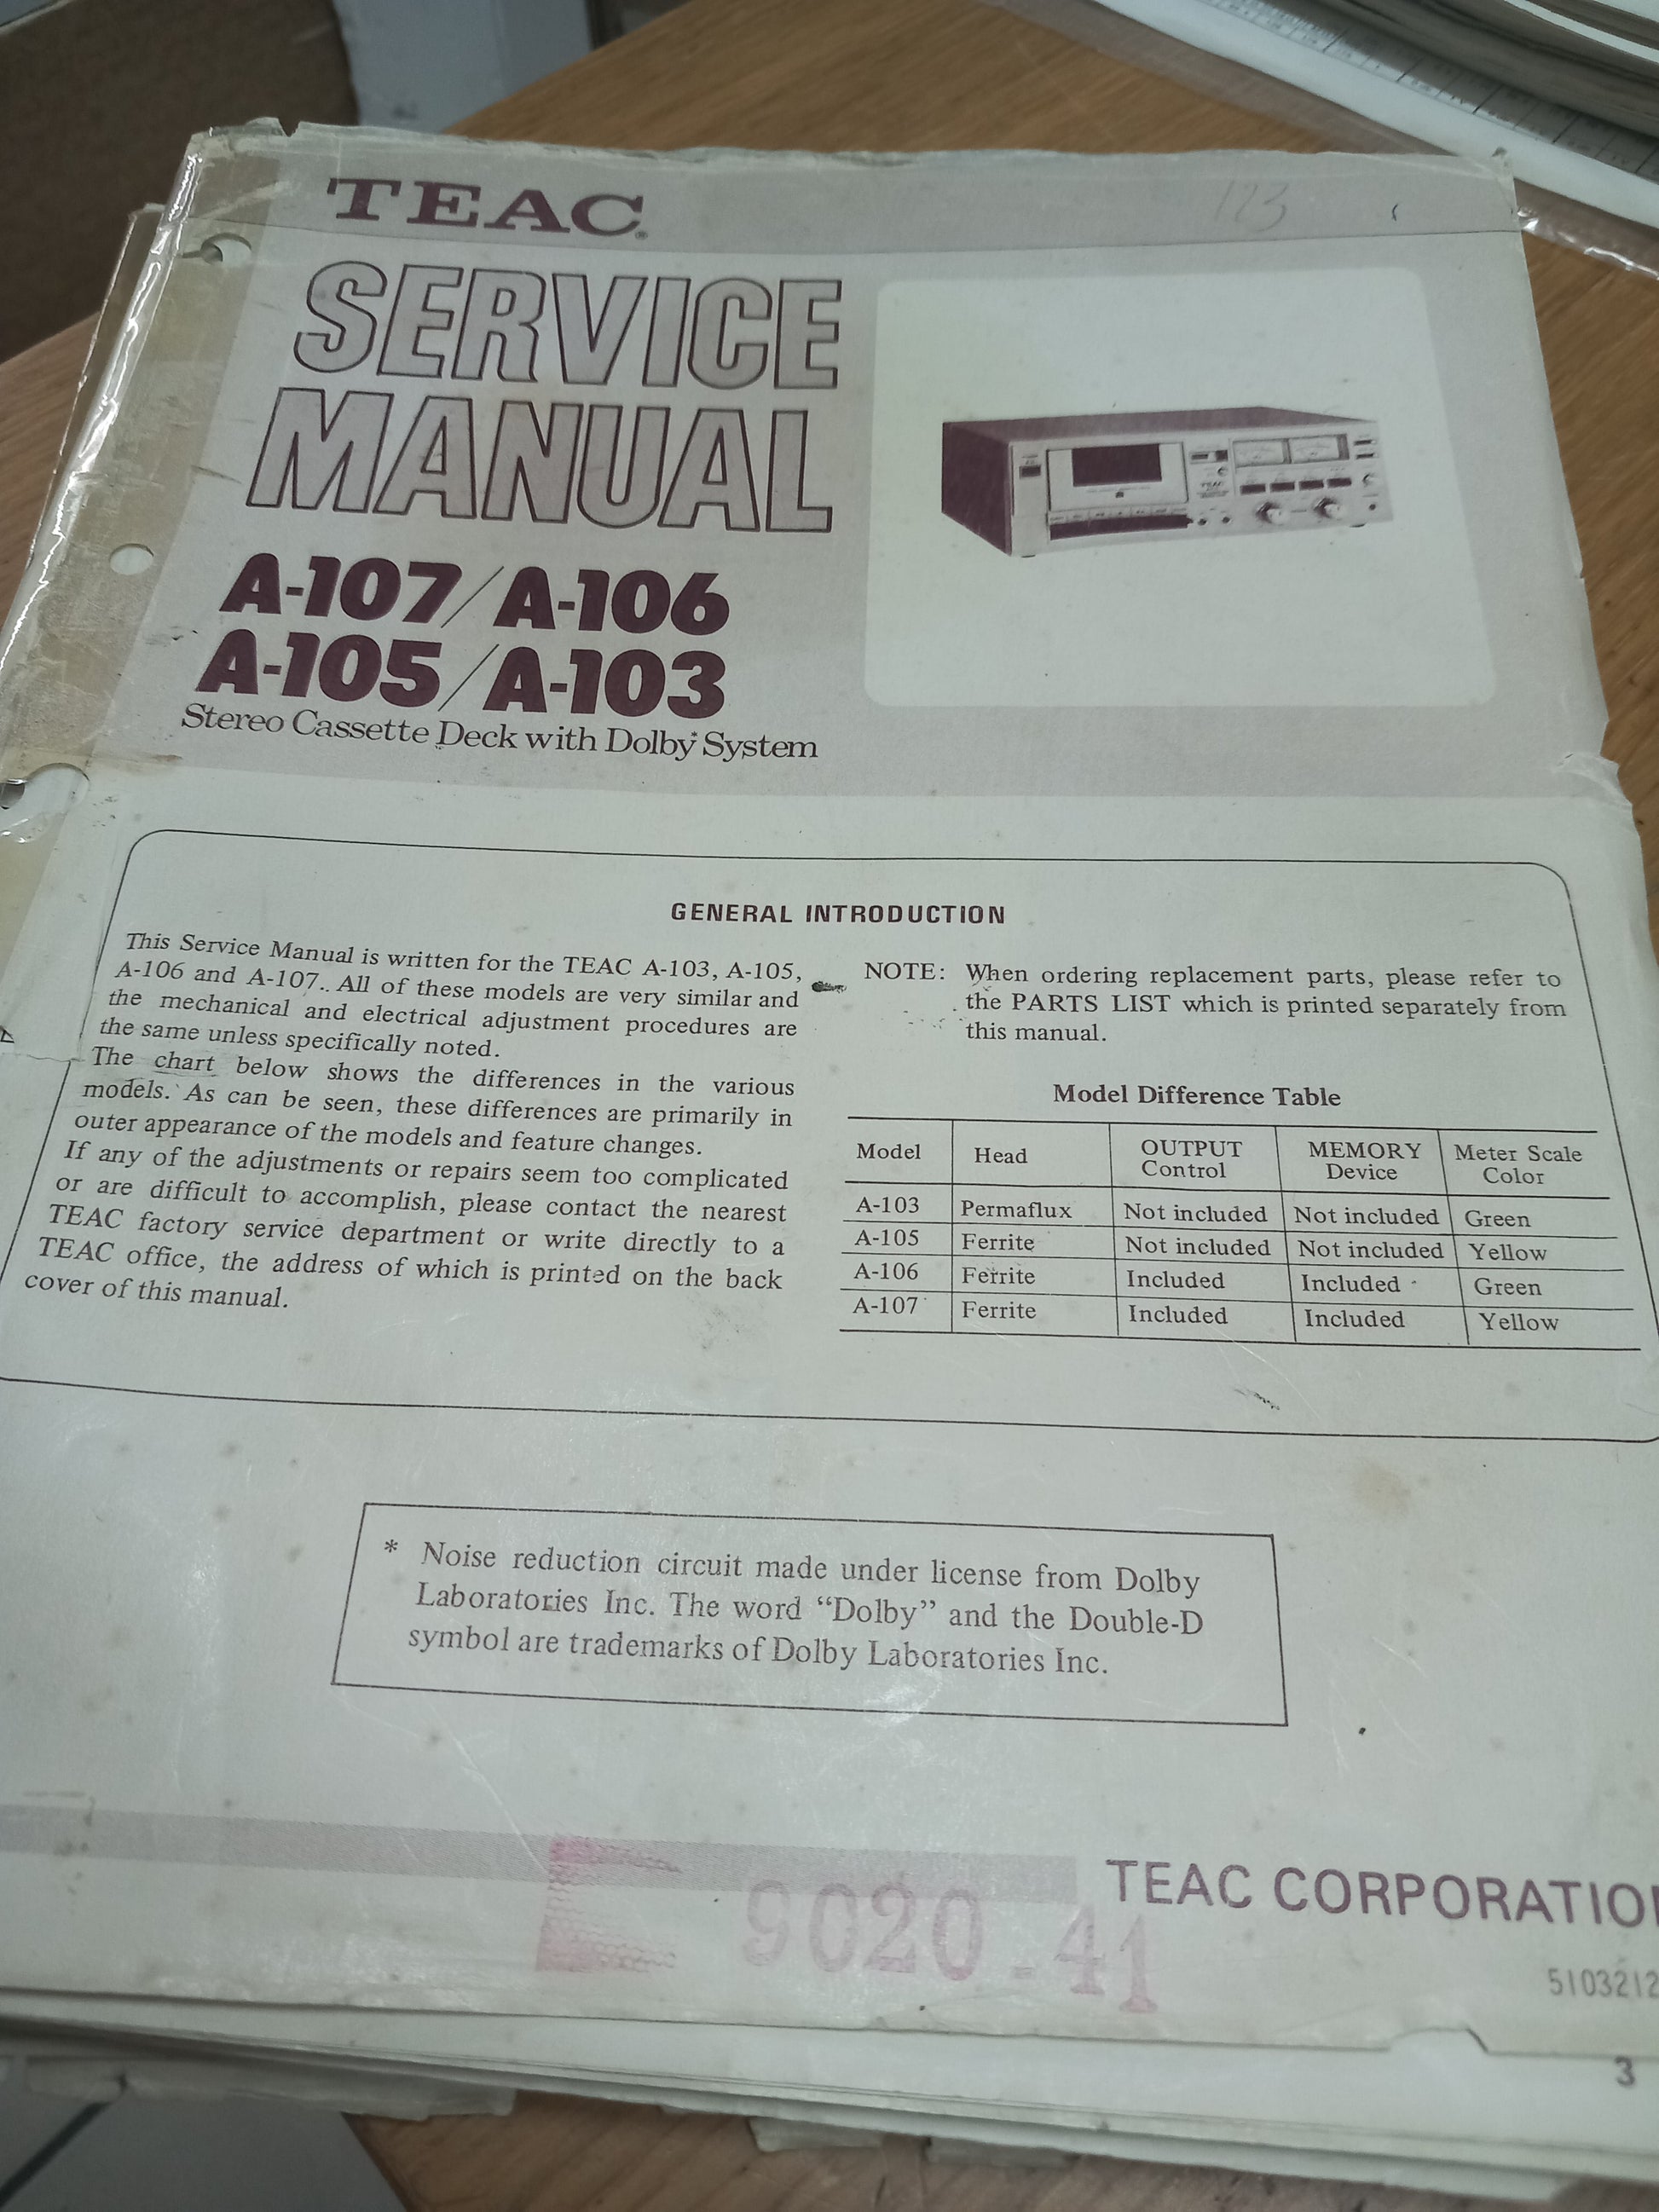 TEAC®
123
SERVICE
MANUAL
A-107/A-106
A-105/A-103
Stereo Cassette Deck with Dolby* System
GENERAL INTRODUCTION
This Service Manual is written for the TEAC A-103, A-105,
A-106 and A-107. All of these models are very similar and
the mechanical and electrical adjustment procedures are
the same unless specifically noted.
The chart below shows the differences in the various
models. As can be seen, these differences are primarily in
outer appearance of the models and feature changes.
If any of the adjustments or repairs seem too complicated
or are difficult to accomplish, please contact the nearest
TEAC factory service department or write directly to a
TEAC office, the address of which is printed on the back
cover of this manual.
NOTE: When ordering replacement parts, please refer to
the PARTS LIST which is printed separately from
this manual.
Model Difference Table
Model Head OUTPUT Control MEMORY Device Meter Scale Color
A-103 Permaflux Not included Not included Green
A-105 Ferrite Not included Not included Yellow
A-106 Ferrite Included Included Green
A-107 Ferrite Included Included Yellow
* Noise reduction circuit made under license from Dolby
Laboratories Inc. The word “Dolby” and the Double-D
symbol are trademarks of Dolby Laboratories Inc.
TEAC CORPORATION
9020-41
5103212
3